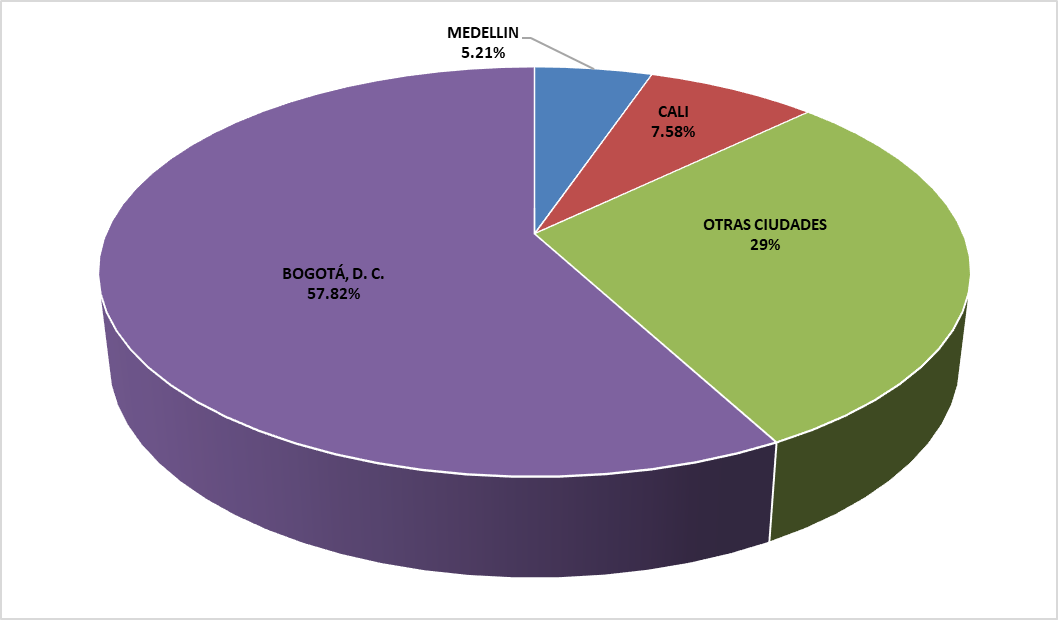 MEDELLIN
5.21%
CALI
7.58%
OTRAS CIUDADES
29%
BOGOTÁ, D. C.
57.82%